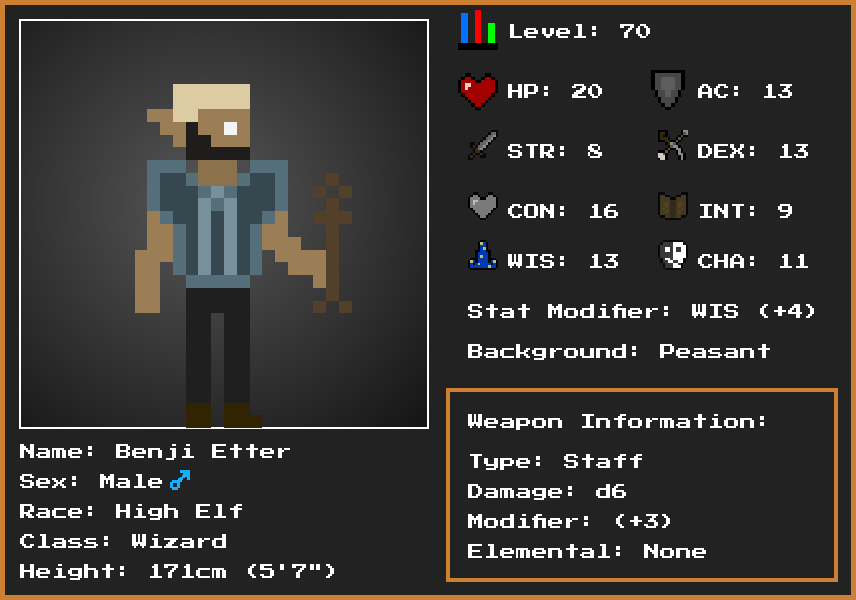 Level: 70
HP: 20 AC: 13
STR: 8 DEX: 13
CON: 16 INT: 9
WIS: 13 CHA: 11
Stat Modifier: WIS (+4)
Background: Peasant
Weapon Information:
Type: Staff
Damage: d6
Modifier: (+3)
Elemental: None
Name: Benji Etter
Sex: Male ♂
Race: High Elf
Class: Wizard
Height: 171cm (5'7")